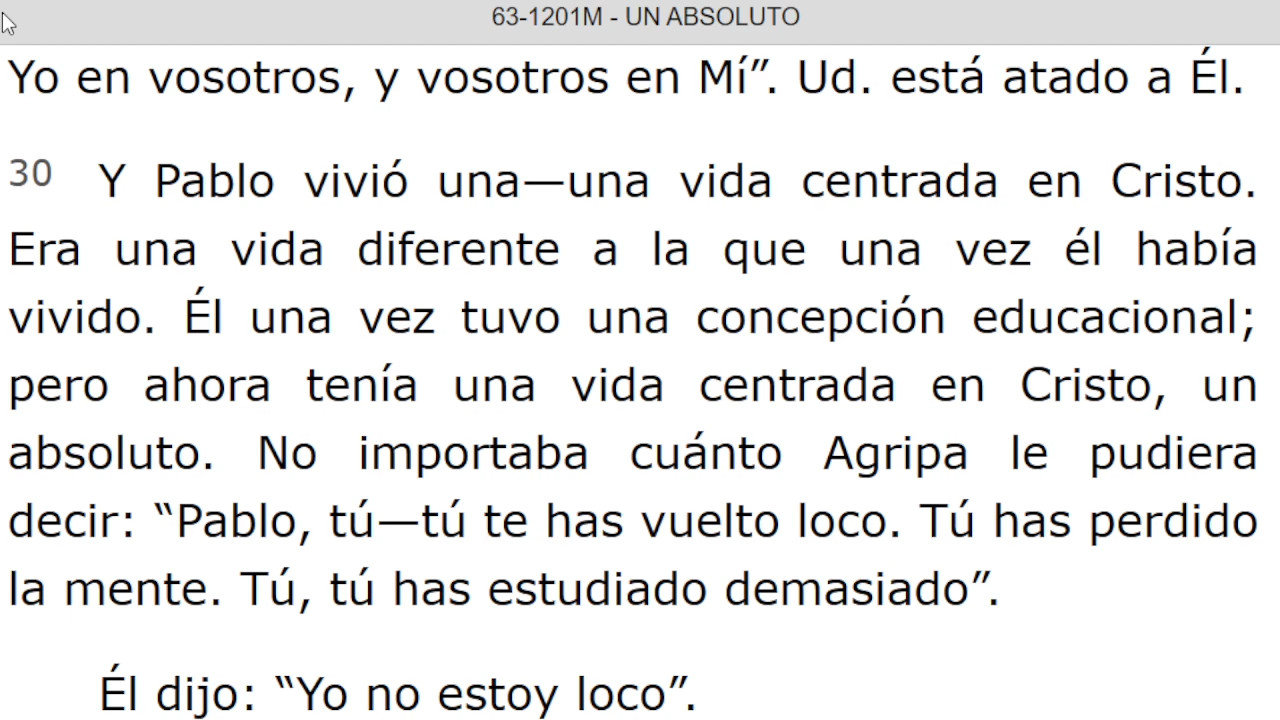 63-1201M - UN ABSOLUTO
Yo en vosotros, y vosotros en Mí”. Ud. está atado a Él.
30 Y Pablo vivió una—una vida centrada en Cristo.
Era una vida diferente a la que una vez él había
vivido. Él una vez tuvo una concepción educacional;
pero ahora tenía una vida centrada en Cristo, un
absoluto. No importaba cuánto Agripa le pudiera
decir: “Pablo, tú—tú te has vuelto loco. Tú has perdido
la mente. Tú, tú has estudiado demasiado”.
Él dijo: “Yo no estoy loco”.